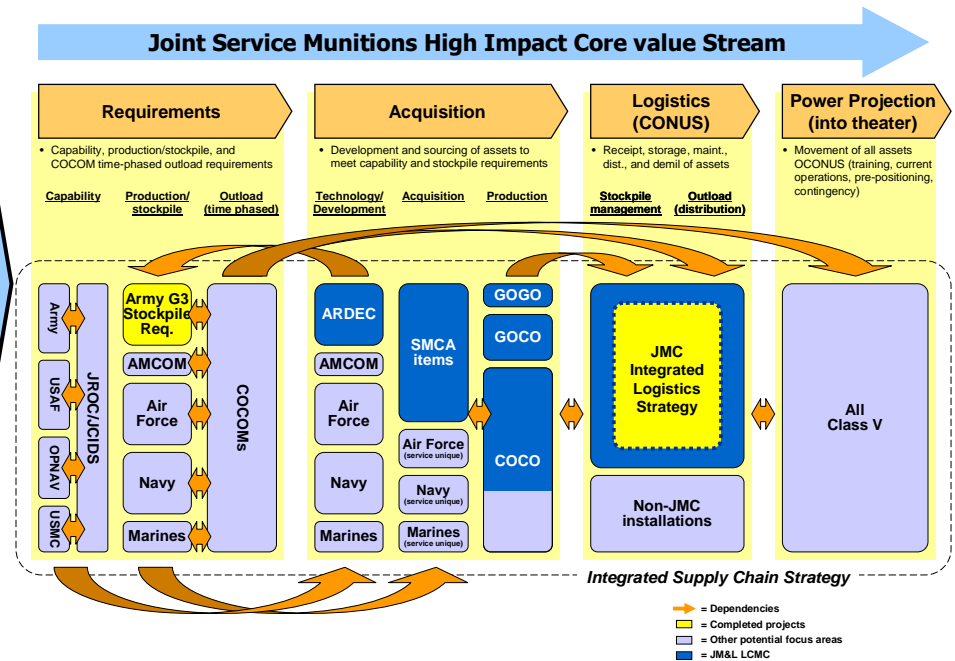 Joint Service Munitions High Impact Core value Stream
Requirements
• Capability, production/stockpile, and
COCOM time-phased outload requirements
Capability
Production/
stockpile
Outload
(time phased)
Acquisition
• Development and sourcing of assets to
meet capability and stockpile requirements
Technology/
Development
Acquisition
Production
Logistics
(CONUS)
• Receipt, storage, maint.,
dist., and demil of assets
Stockpile
management
Outload
(distribution)
Power Projection
(into theater)
• Movement of all assets
OCONUS (training, current
operations, pre-positioning,
contingency)
Army
USAF
OPNAV
USMC
JROC/JCIDS
Army G3
Stockpile
Req.
AMCOM
Air
Force
Navy
Marines
COCOMs
ARDEC
AMCOM
Air
Force
Navy
Marines
SMCA
items
Air Force
(service unique)
Navy
(service unique)
Marines
(service unique)
GOGO
GOCO
COCO
JMC
Integrated
Logistics
Strategy
Non-JMC
installations
All
Class V
Integrated Supply Chain Strategy
= Dependencies
= Completed projects
= Other potential focus areas
= JM&L LCMC